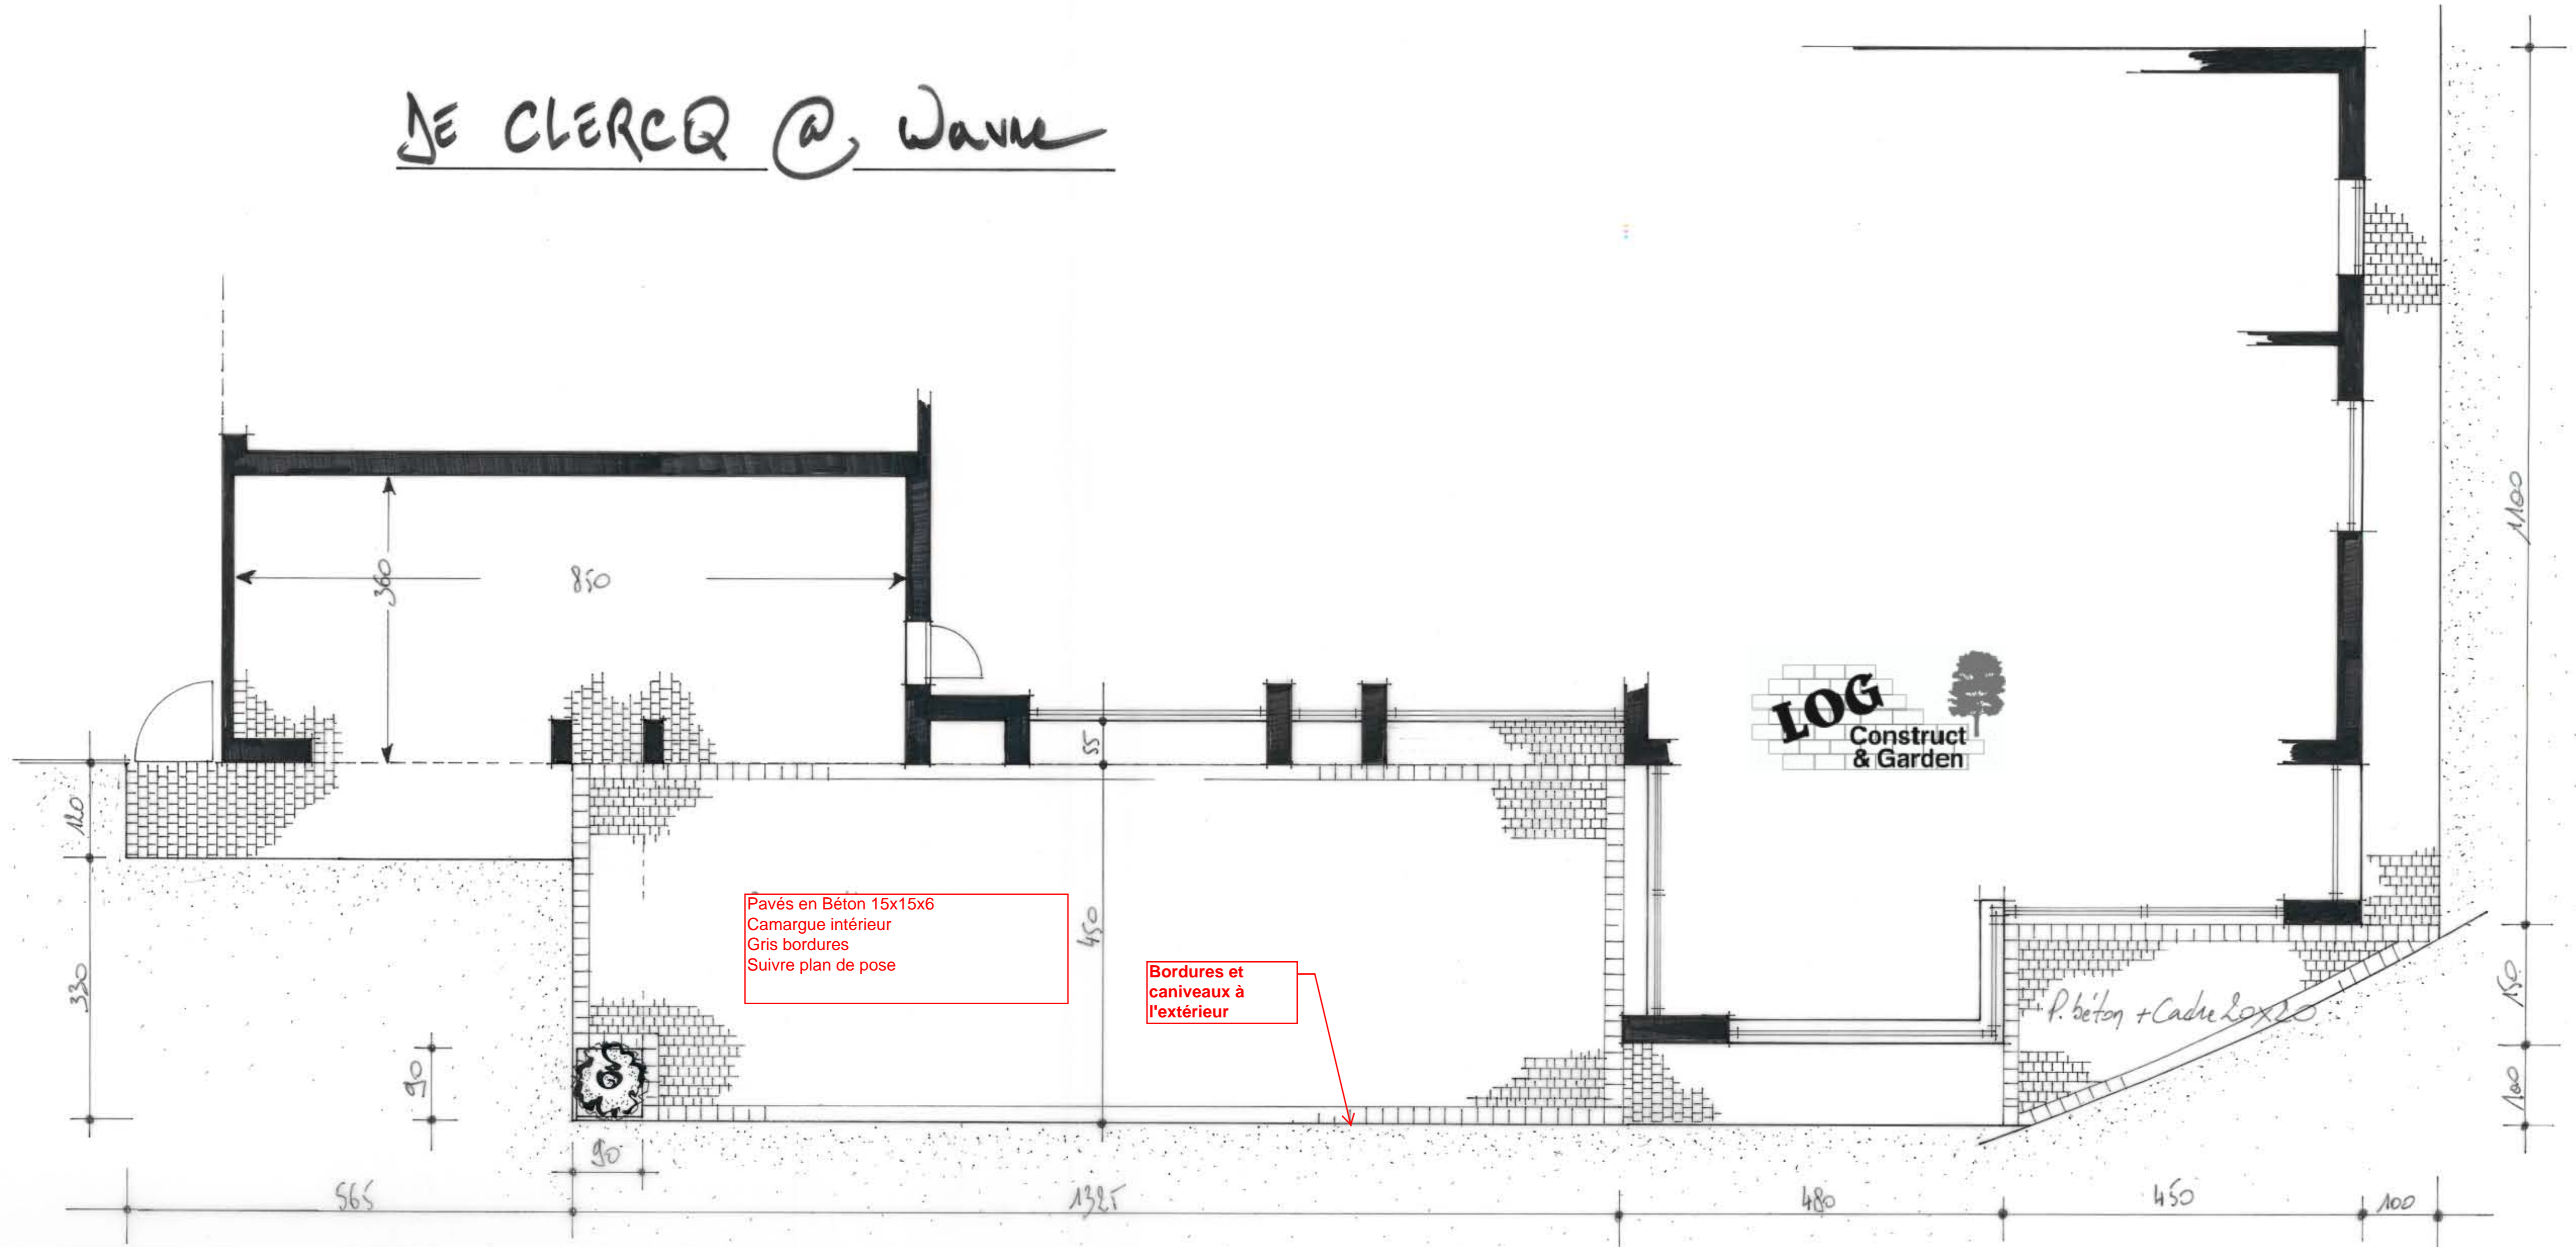 DE CLERCQ @ Wavre
1100
360
850
LOG
Construct
& Garden
55
120
Pavés en Béton 15x15x6
Camargue intérieur
Gris bordures
Suivre plan de pose
450
Bordures et
caniveaux à
l'extérieur
330
P. béton + Cadre 20x20
150
90
100
90
565
1325
480
450
100